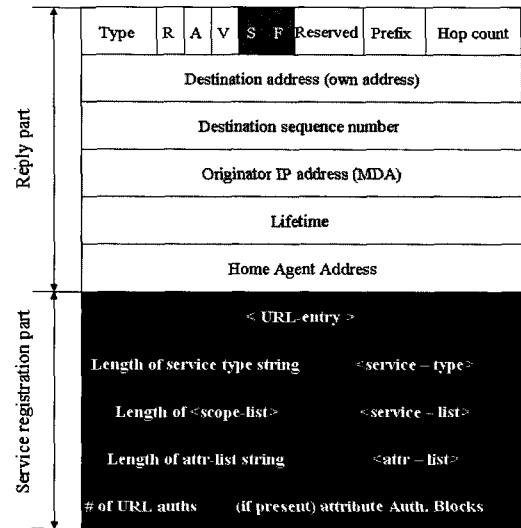 Type R A V S F Reserved Prefix Hop count
Destination address (own address)
Destination sequence number
Originator IP address (MDA)
Lifetime
Home Agent Address
Reply part
< URL-entry >
Length of service type string <service – type>
Length of <scope-list> <service – list>
Length of attr-list string <attr – list>
# of URL auths (if present) attribute Auth. Blocks
Service registration part